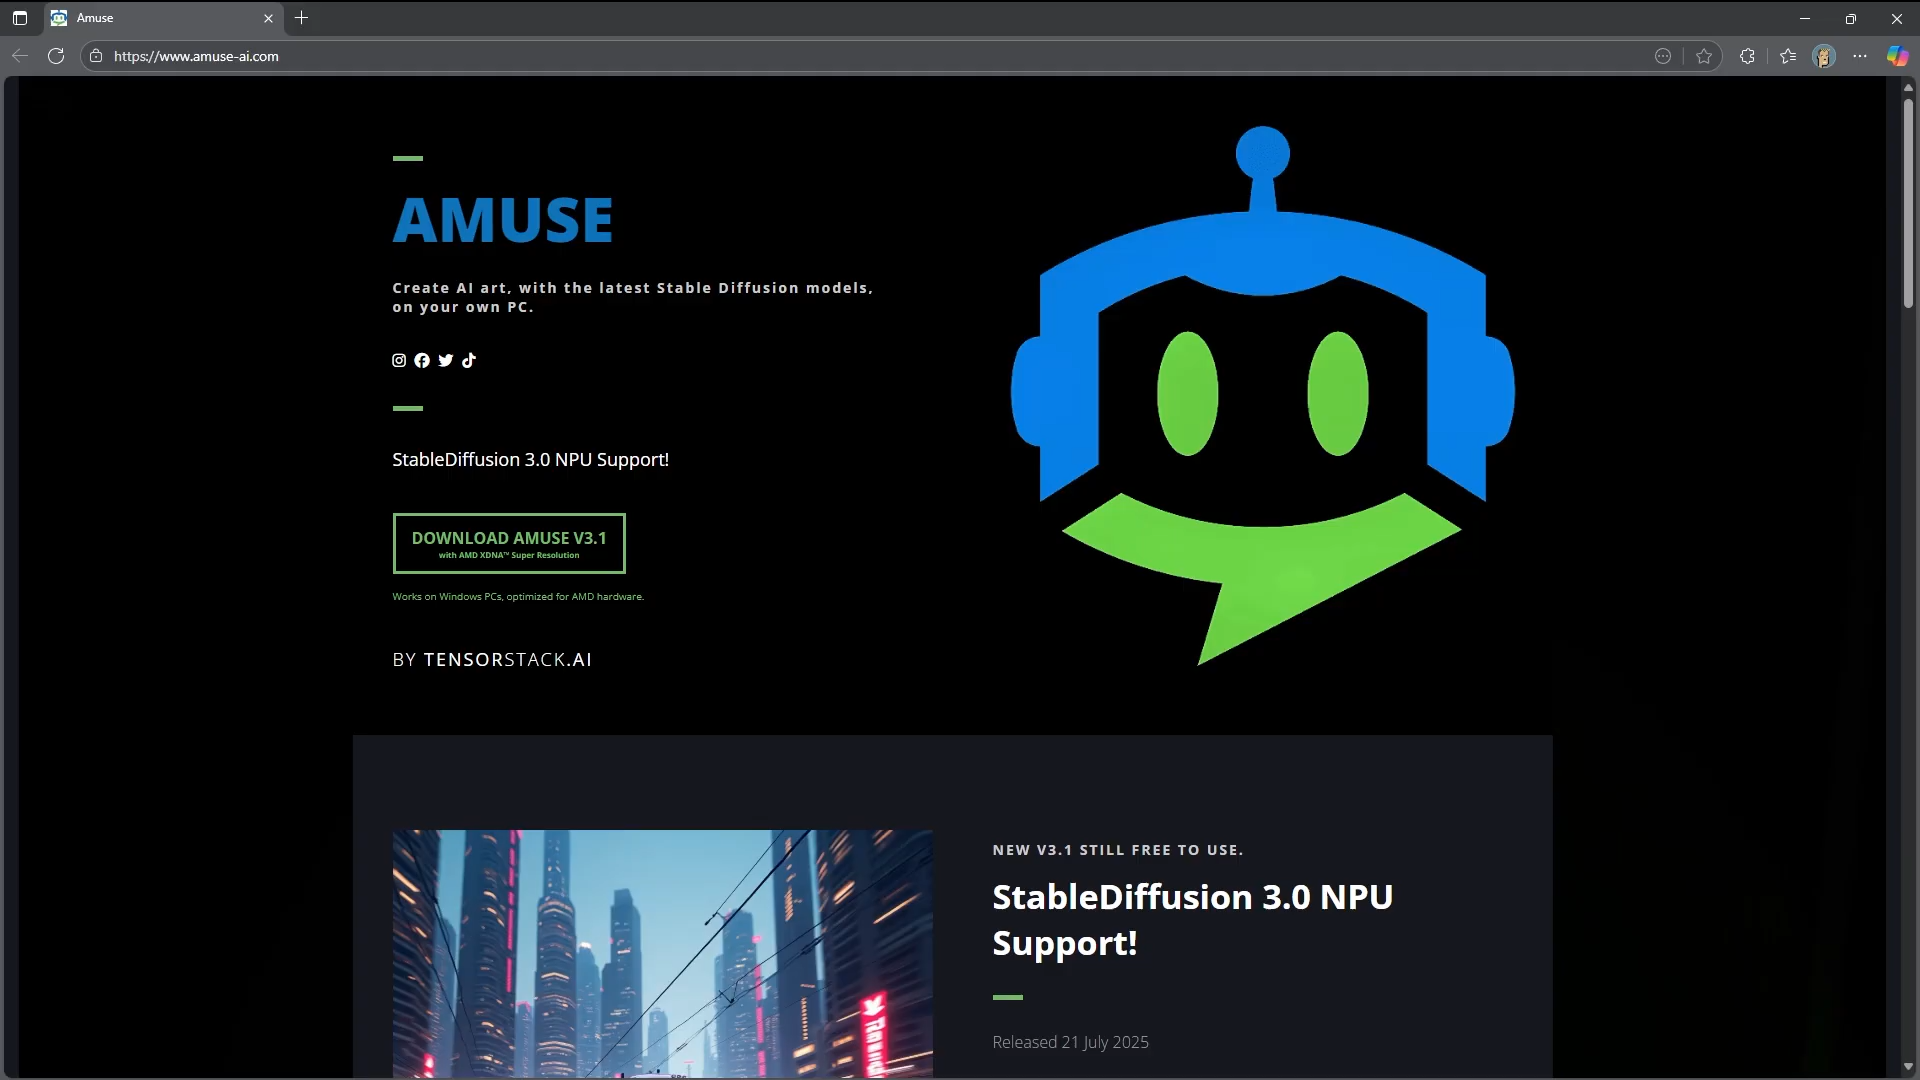 Amuse
https://www.amuse-ai.com
AMUSE
Create AI art, with the latest Stable Diffusion models,
on your own PC.
StableDiffusion 3.0 NPU Support!
DOWNLOAD AMUSE V3.1
with AMD XDNA™ Super Resolution
Works on Windows PCs, optimized for AMD hardware.
BY TENSORSTACK.AI
NEW V3.1 STILL FREE TO USE.
StableDiffusion 3.0 NPU
Support!
Released 21 July 2025